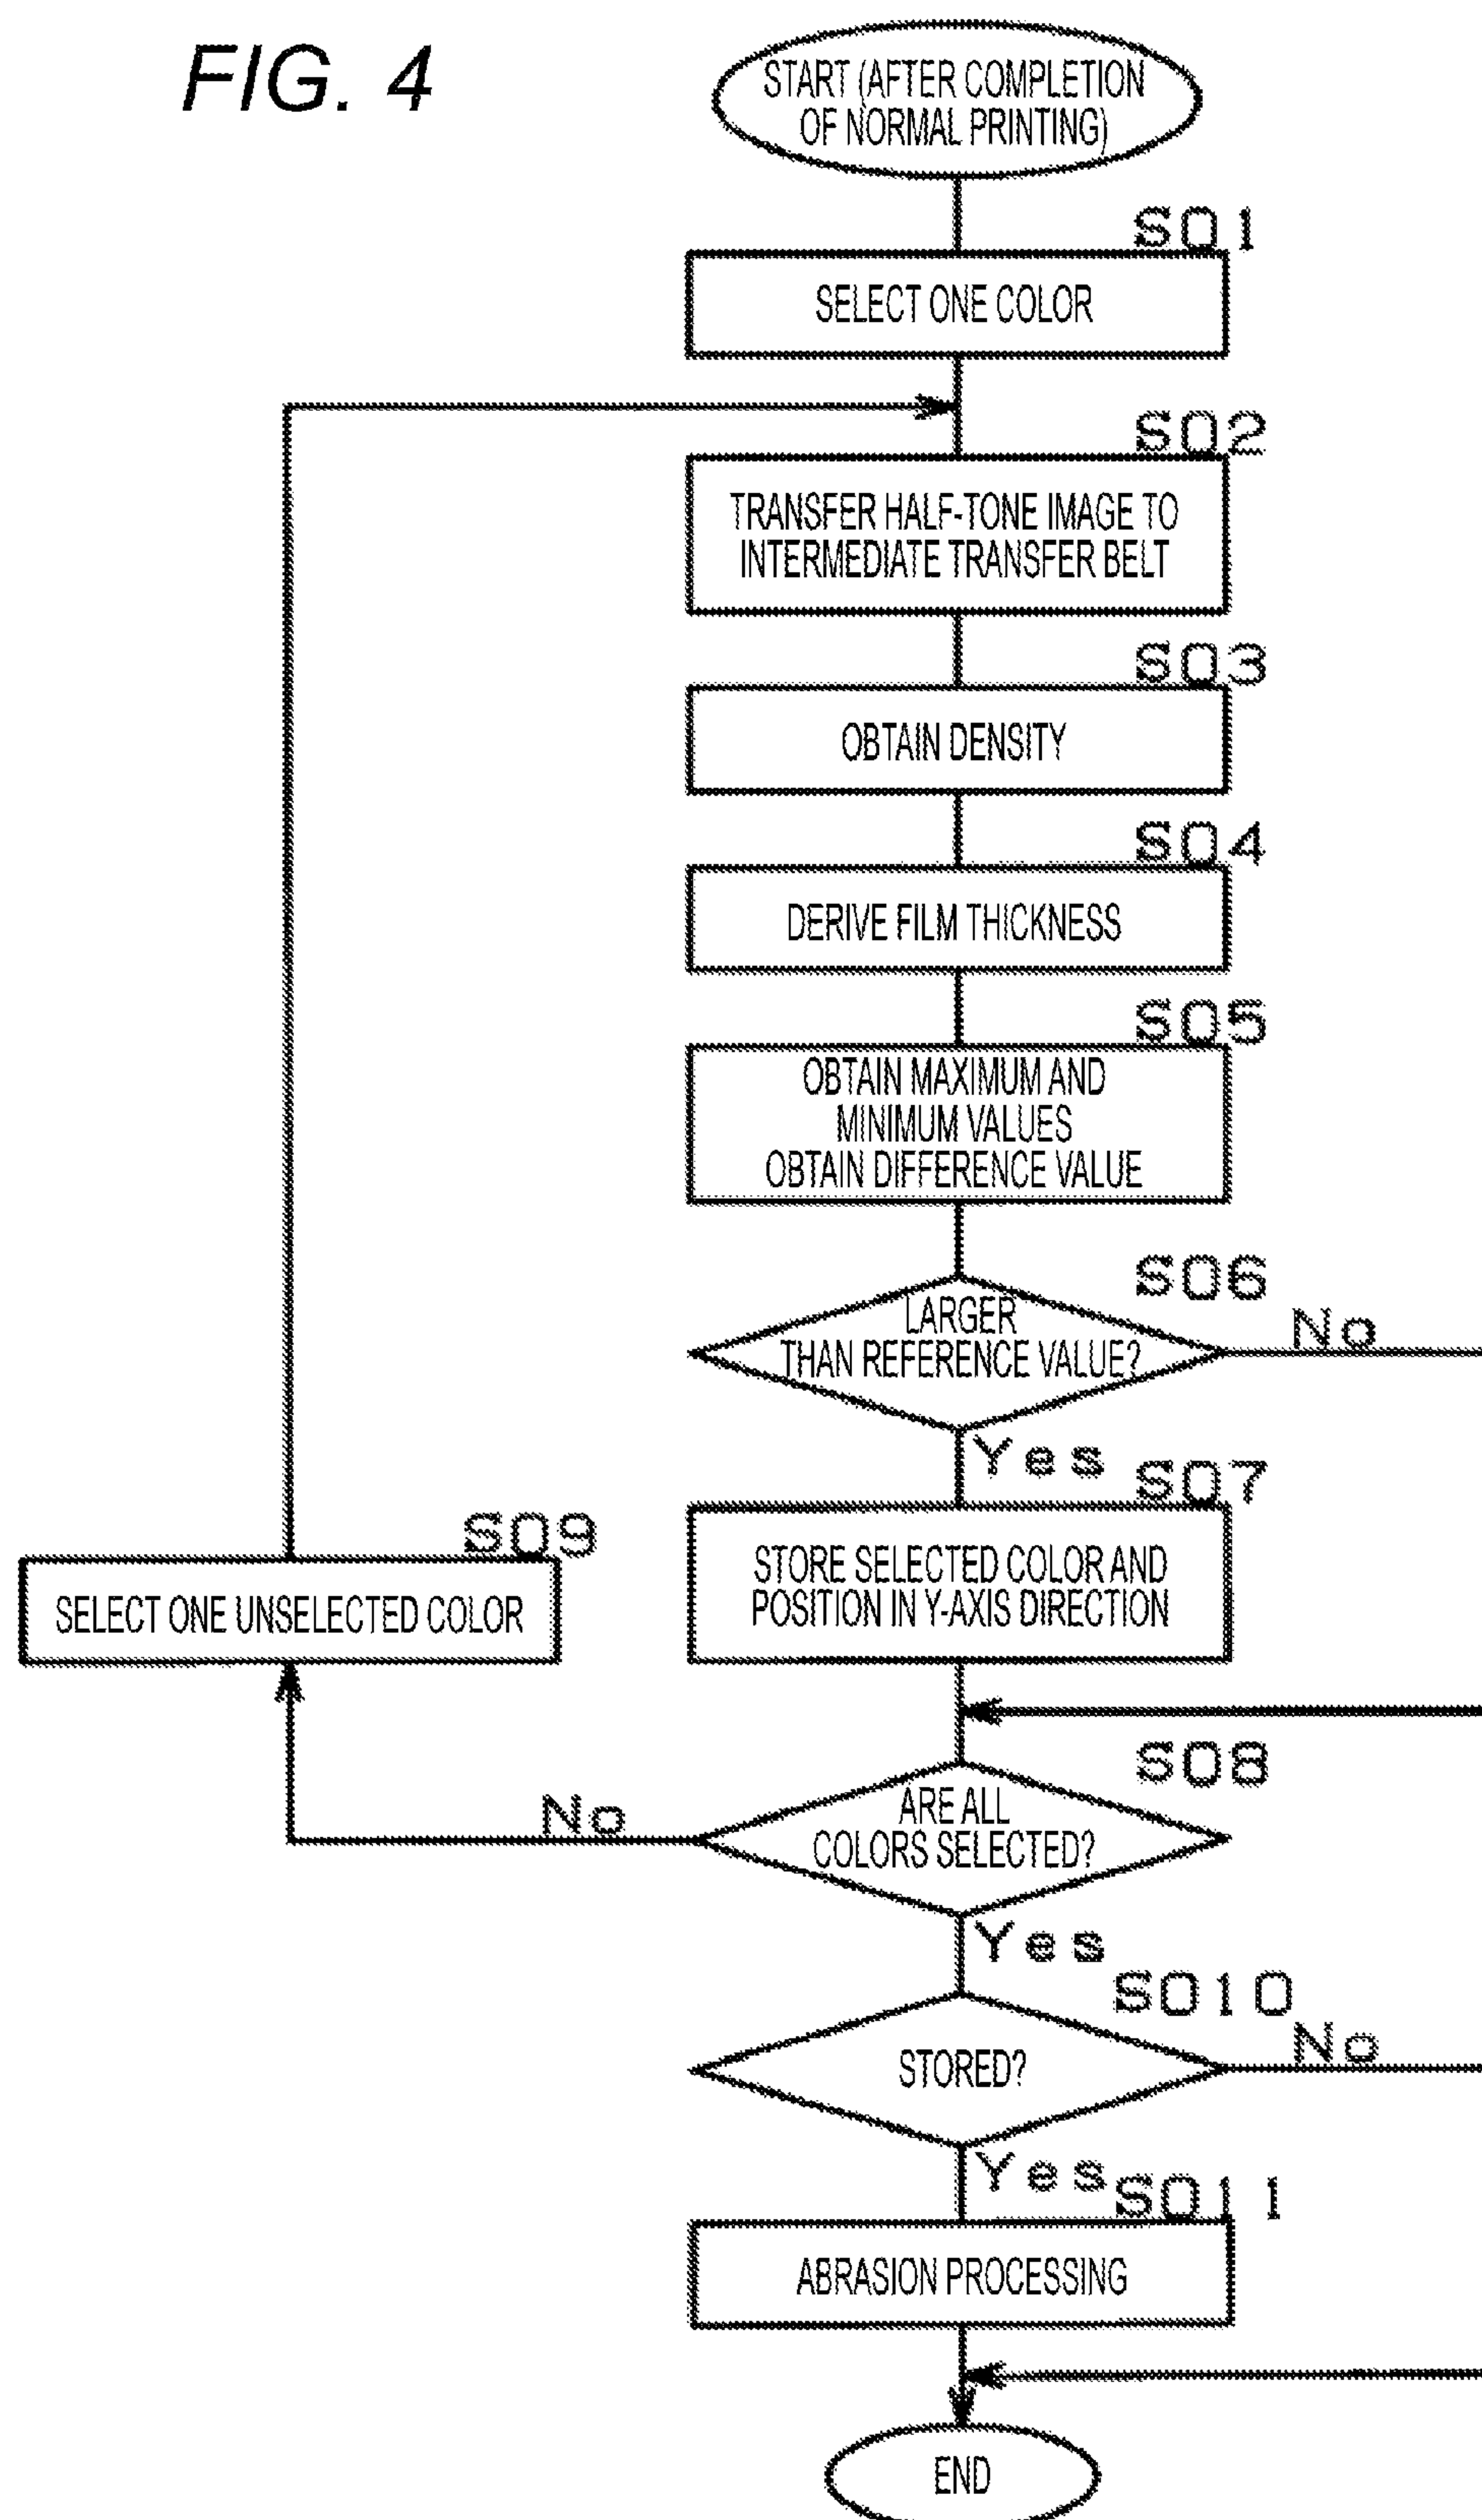 FIG. 4
START (AFTER COMPLETION
OF NORMAL PRINTING)
S01
SELECT ONE COLOR
S02
TRANSFER HALF-TONE IMAGE TO
INTERMEDIATE TRANSFER BELT
S03
OBTAIN DENSITY
S04
DERIVE FILM THICKNESS
S05
OBTAIN MAXIMUM AND
MINIMUM VALUES
OBTAIN DIFFERENCE VALUE
S06
LARGER
THAN REFERENCE VALUE?
No
Yes
S07
STORE SELECTED COLOR AND
POSITION IN Y-AXIS DIRECTION
S09
SELECT ONE UNSELECTED COLOR
S08
ARE ALL
COLORS SELECTED?
No
Yes
S010
STORED?
No
Yes
S011
ABRASION PROCESSING
END